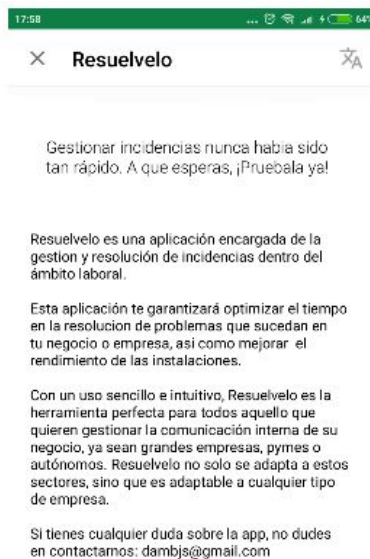 17:58 ... 64%
Resuelvelo
Gestionar incidencias nunca habia sido
tan rápido. A que esperas, ¡Pruebala ya!
Resuelvelo es una aplicación encargada de la
gestion y resolución de incidencias dentro del
ámbito laboral.
Esta aplicación te garantizará optimizar el tiempo
en la resolucion de problemas que sucedan en
tu negocio o empresa, asi como mejorar el
rendimiento de las instalaciones.
Con un uso sencillo e intuitivo, Resuelvelo es la
herramienta perfecta para todos aquello que
quieren gestionar la comunicación interna de su
negocio, ya sean grandes empresas, pymes o
autónomos. Resuelvelo no solo se adapta a estos
sectores, sino que es adaptable a cualquier tipo
de empresa.
Si tienes cualquier duda sobre la app, no dudes
en contactarnos: dambjs@gmail.com